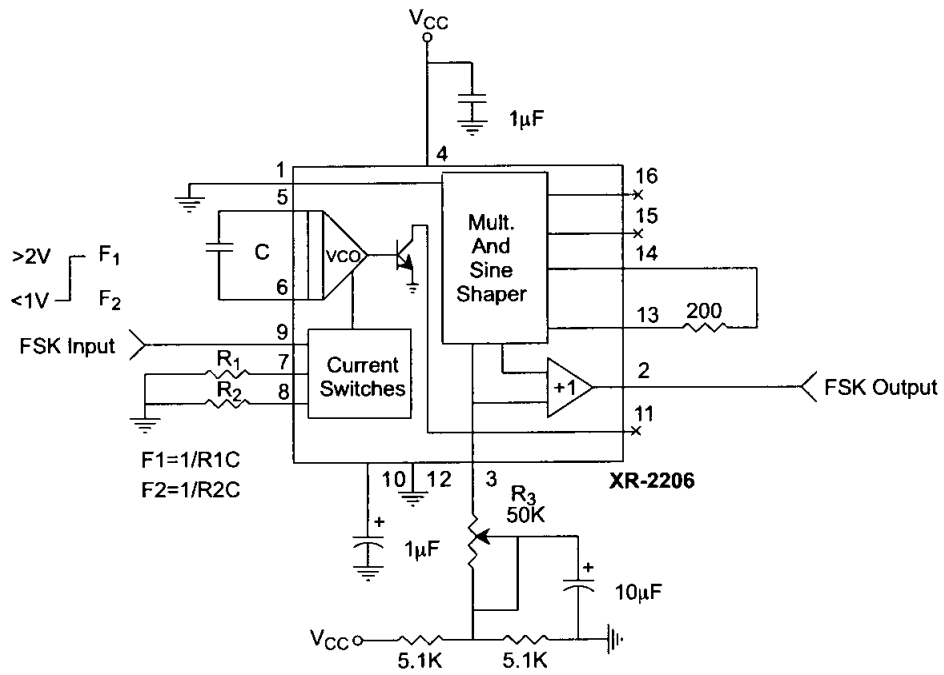 VCC
1µF
4
1
5
C
VCO
6
>2V F1
<1V F2
FSK Input
9
7
R1
8
R2
Current
Switches
Mult.
And
Sine
Shaper
16
15
14
13
200
+1
2
FSK Output
11
F1=1/R1C
F2=1/R2C
10
12
3
XR-2206
R3
50K
+
1µF
+
10µF
VCC
5.1K
5.1K